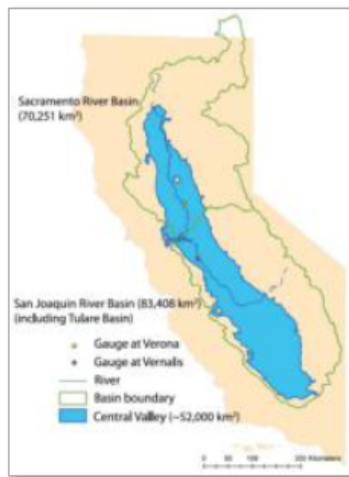 Sacramento River Basin
(70,251 km²)
San Joaquin River Basin (83,408 km²)
(including Tulare Basin)
Gauge at Verona
Gauge at Vernalis
River
Basin boundary
Central Valley (~52,000 km²)
0 50 100 200 Kilometers